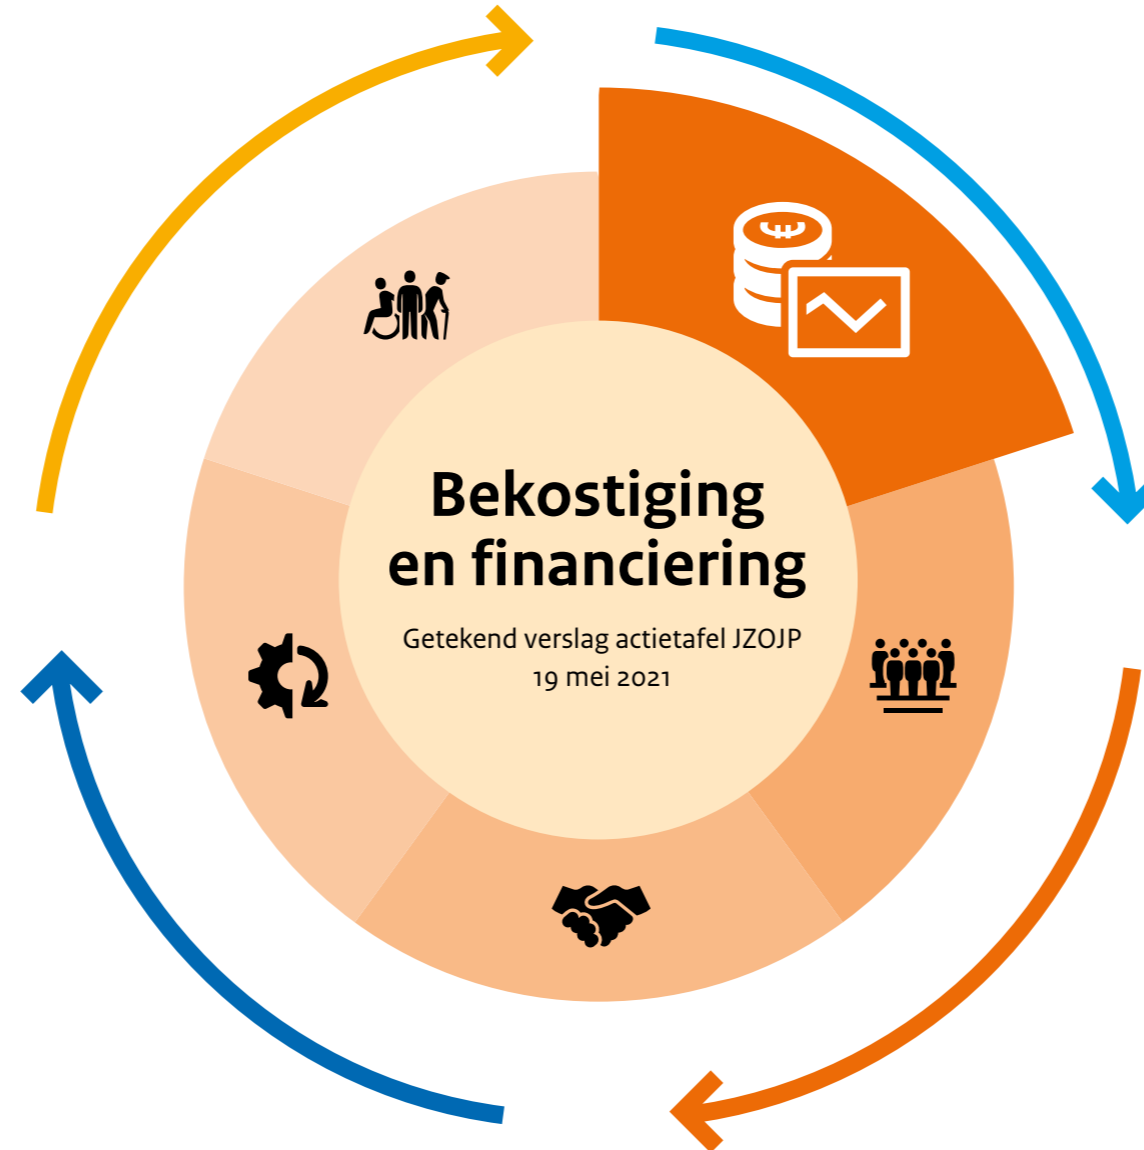 Bekostiging
en financiering
Getekend verslag actietafel JZOJP
19 mei 2021